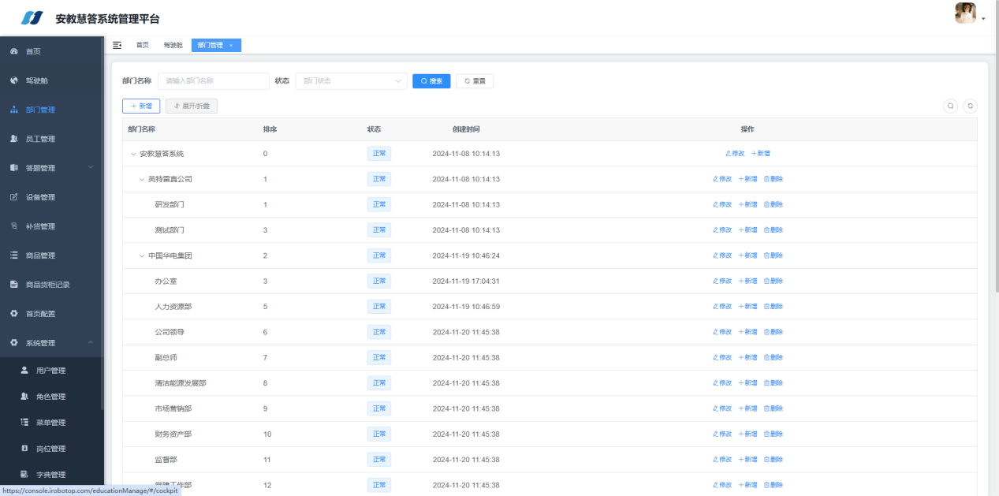 安教慧答系统管理平台
首页 驾驶舱 部门管理 ×
首页
驾驶舱
部门管理
员工管理
答题管理
设备管理
补货管理
商品管理
商品货柜记录
首页配置
系统管理
用户管理
角色管理
菜单管理
岗位管理
字典管理
部门名称 请输入部门名称 状态 部门状态 搜索 重置
新增 展开/折叠
部门名称 排序 状态 创建时间 操作
安教慧答系统 0 正常 2024-11-08 10:14:13 修改 新增
英特雷真公司 1 正常 2024-11-08 10:14:13 修改 新增 删除
研发部门 1 正常 2024-11-08 10:14:13 修改 新增 删除
测试部门 3 正常 2024-11-08 10:14:13 修改 新增 删除
中国华电集团 2 正常 2024-11-19 10:46:24 修改 新增 删除
办公室 3 正常 2024-11-19 17:04:31 修改 新增 删除
人力资源部 5 正常 2024-11-19 10:46:59 修改 新增 删除
公司领导 6 正常 2024-11-20 11:45:38 修改 新增 删除
副总师 7 正常 2024-11-20 11:45:38 修改 新增 删除
清洁能源发展部 8 正常 2024-11-20 11:45:38 修改 新增 删除
市场营销部 9 正常 2024-11-20 11:45:38 修改 新增 删除
财务资产部 10 正常 2024-11-20 11:45:38 修改 新增 删除
监督部 11 正常 2024-11-20 11:45:38 修改 新增 删除
党建工作部 12 正常 2024-11-20 11:45:38 修改 新增 删除
https://console.irobotop.com/educationManage/#/cockpit